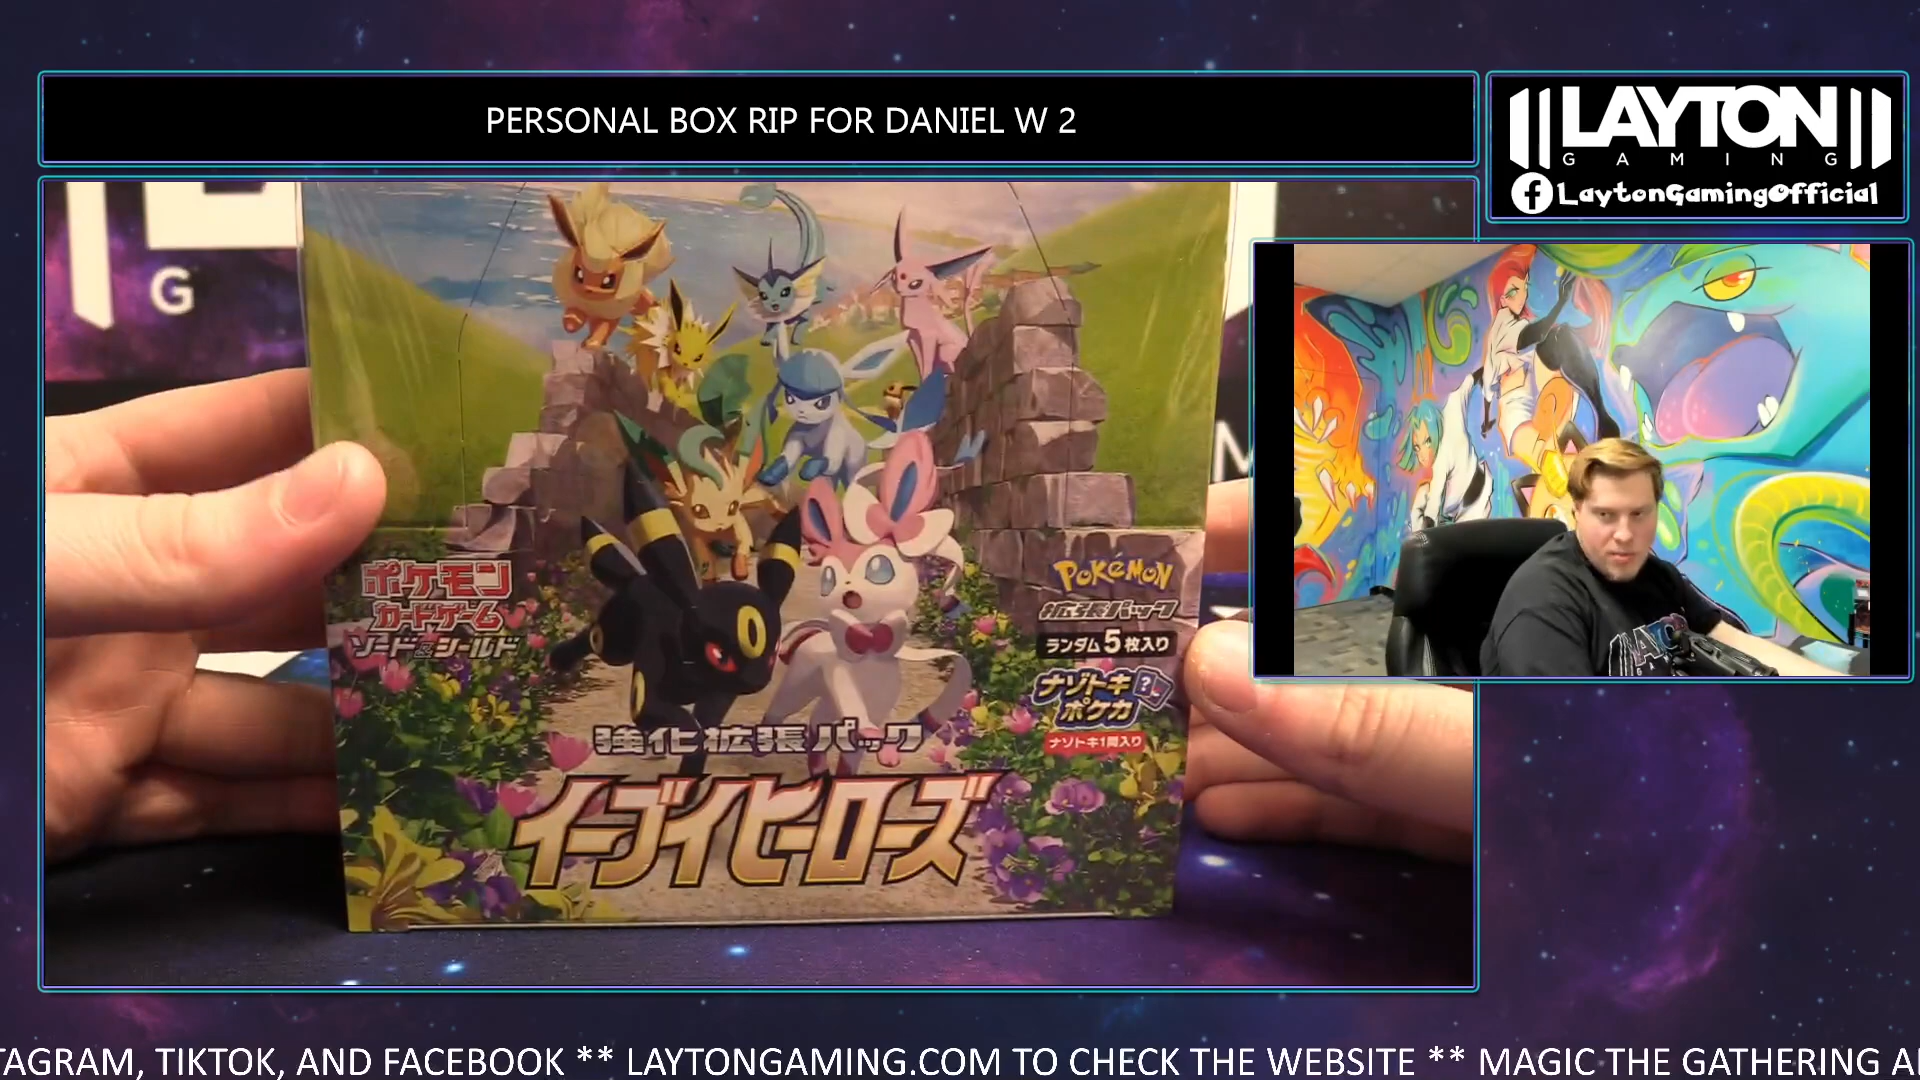 PERSONAL BOX RIP FOR DANIEL W 2
LAYTON
GAMING
LaytonGamingOfficial
G
M
ポケモン
カードゲーム
ソード&シールド
POKÉMON
拡張パック
ランダム5枚入り
ナゾトキ
ポケカ
ナゾトキ1問入り
強化拡張パック
イーブイヒーローズ
TAGRAM, TIKTOK, AND FACEBOOK ** LAYTONGAMING.COM TO CHECK THE WEBSITE ** MAGIC THE GATHERING A